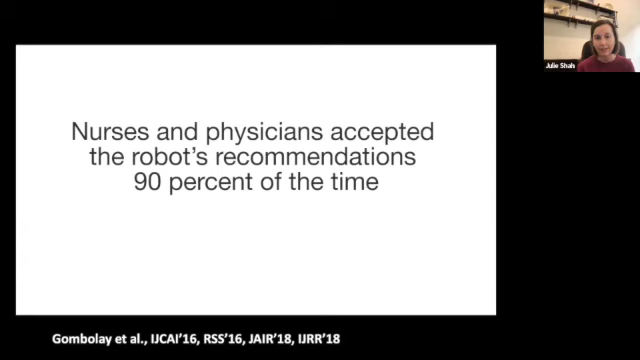 Nurses and physicians accepted
the robot's recommendations
90 percent of the time
Julie Shah
Gombolay et al., IJCAI'16, RSS'16, JAIR'18, IJRR'18